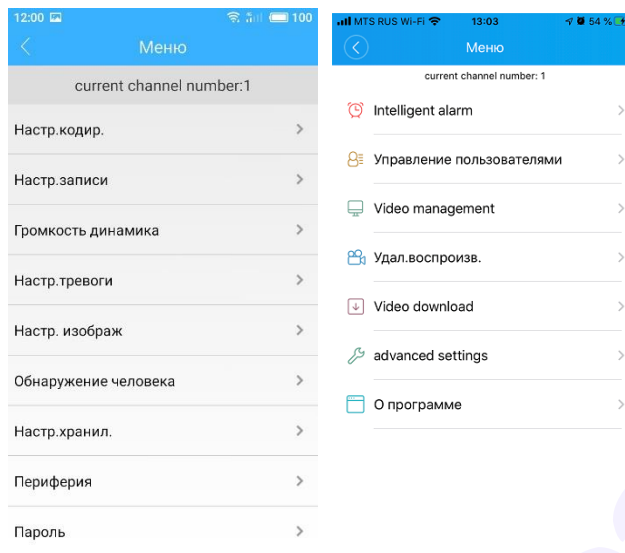 12:00 100
Меню
current channel number:1
Настр.кодир.
Настр.записи
Громкость динамика
Настр.тревоги
Настр. изображ
Обнаружение человека
Настр.хранил.
Периферия
Пароль
MTS RUS Wi-Fi 13:03 54 %
Меню
current channel number: 1
Intelligent alarm
Управление пользователями
Video management
Удал.воспроизв.
Video download
advanced settings
О программе